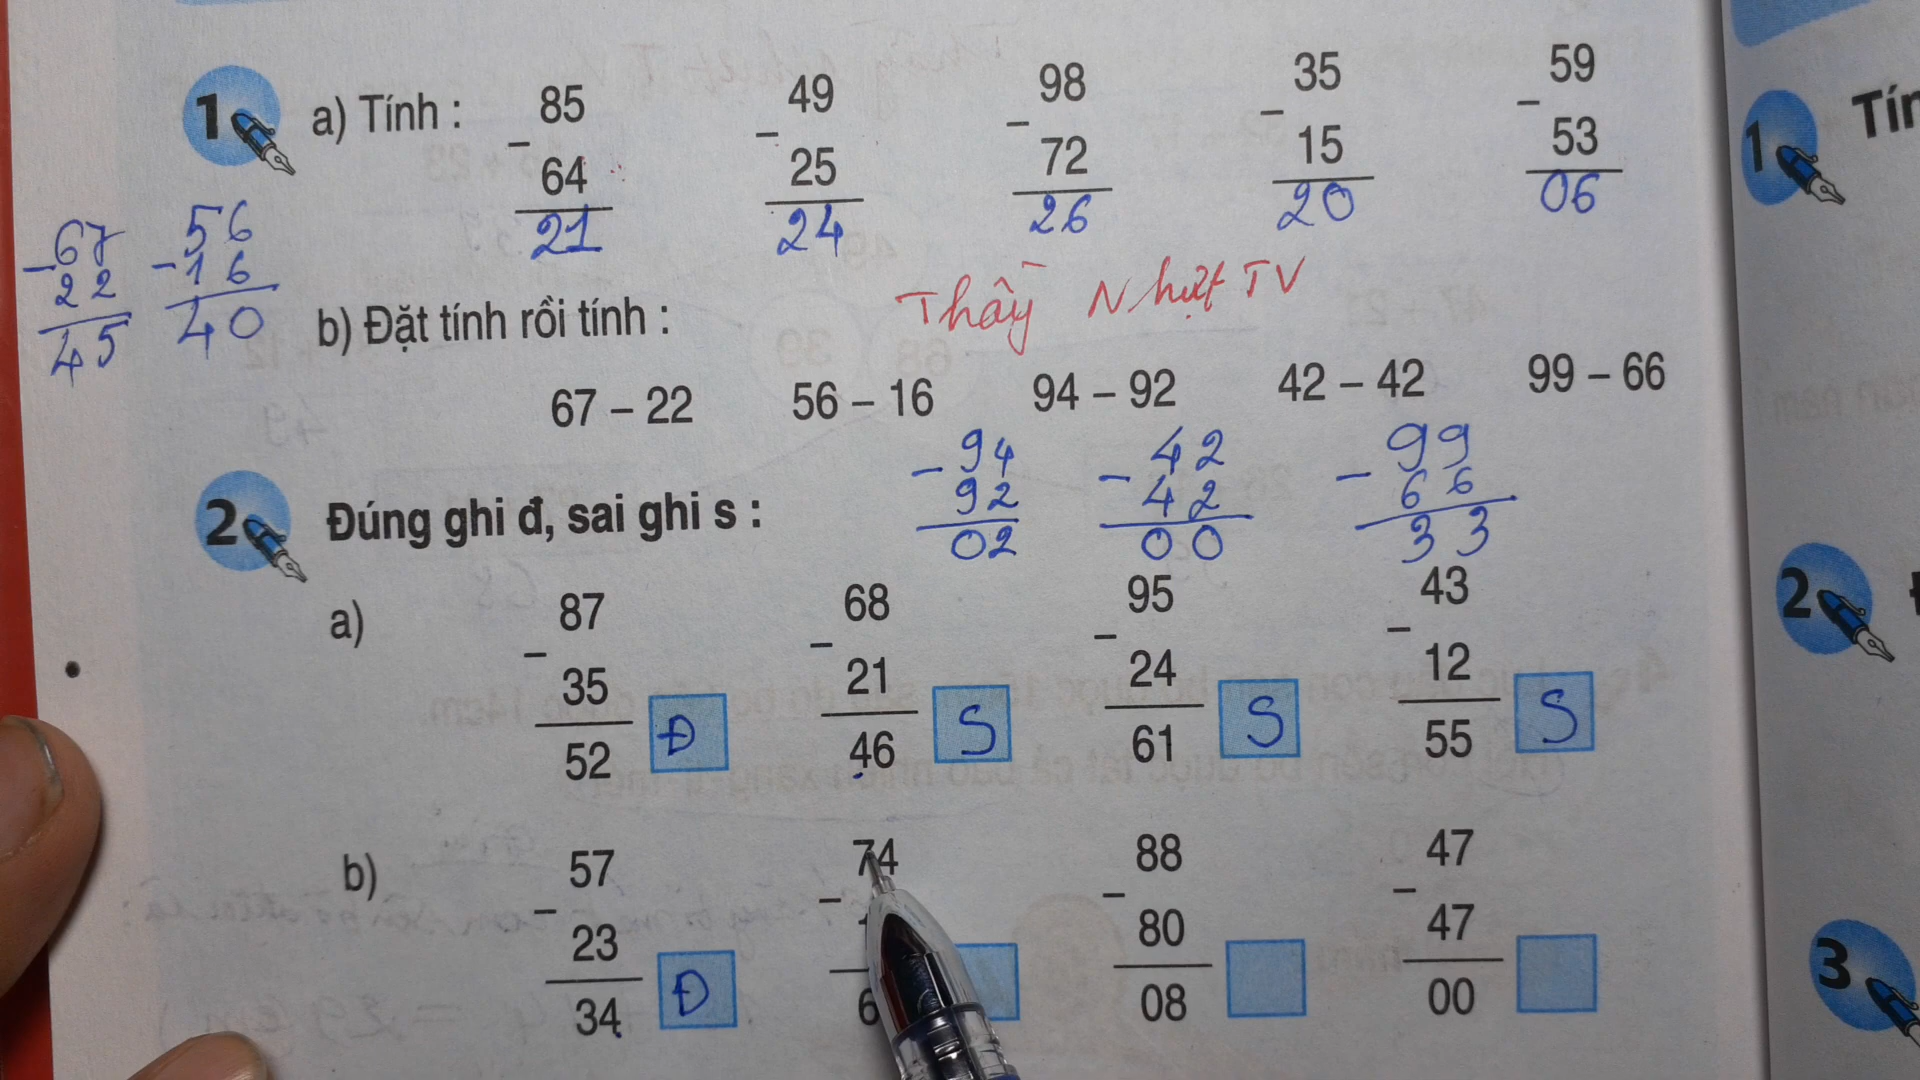 1 a) Tính : 85 49 98 35 59
- - - - -
64 25 72 15 53
21 24 26 20 06
67 56
- 22 - 16
45 40
Thầy Nhựt TV
b) Đặt tính rồi tính :
67 – 22 56 – 16 94 – 92 42 – 42 99 – 66
94 42 99
- 92 - 42 - 66
02 00 33
2 Đúng ghi đ, sai ghi s :
a) 87 68 95 43
- - - -
35 21 24 12
52 Đ 46 S 61 S 55 S
b) 57 74 88 47
- - - -
23 80 47
34 Đ 08 00
1
2
3